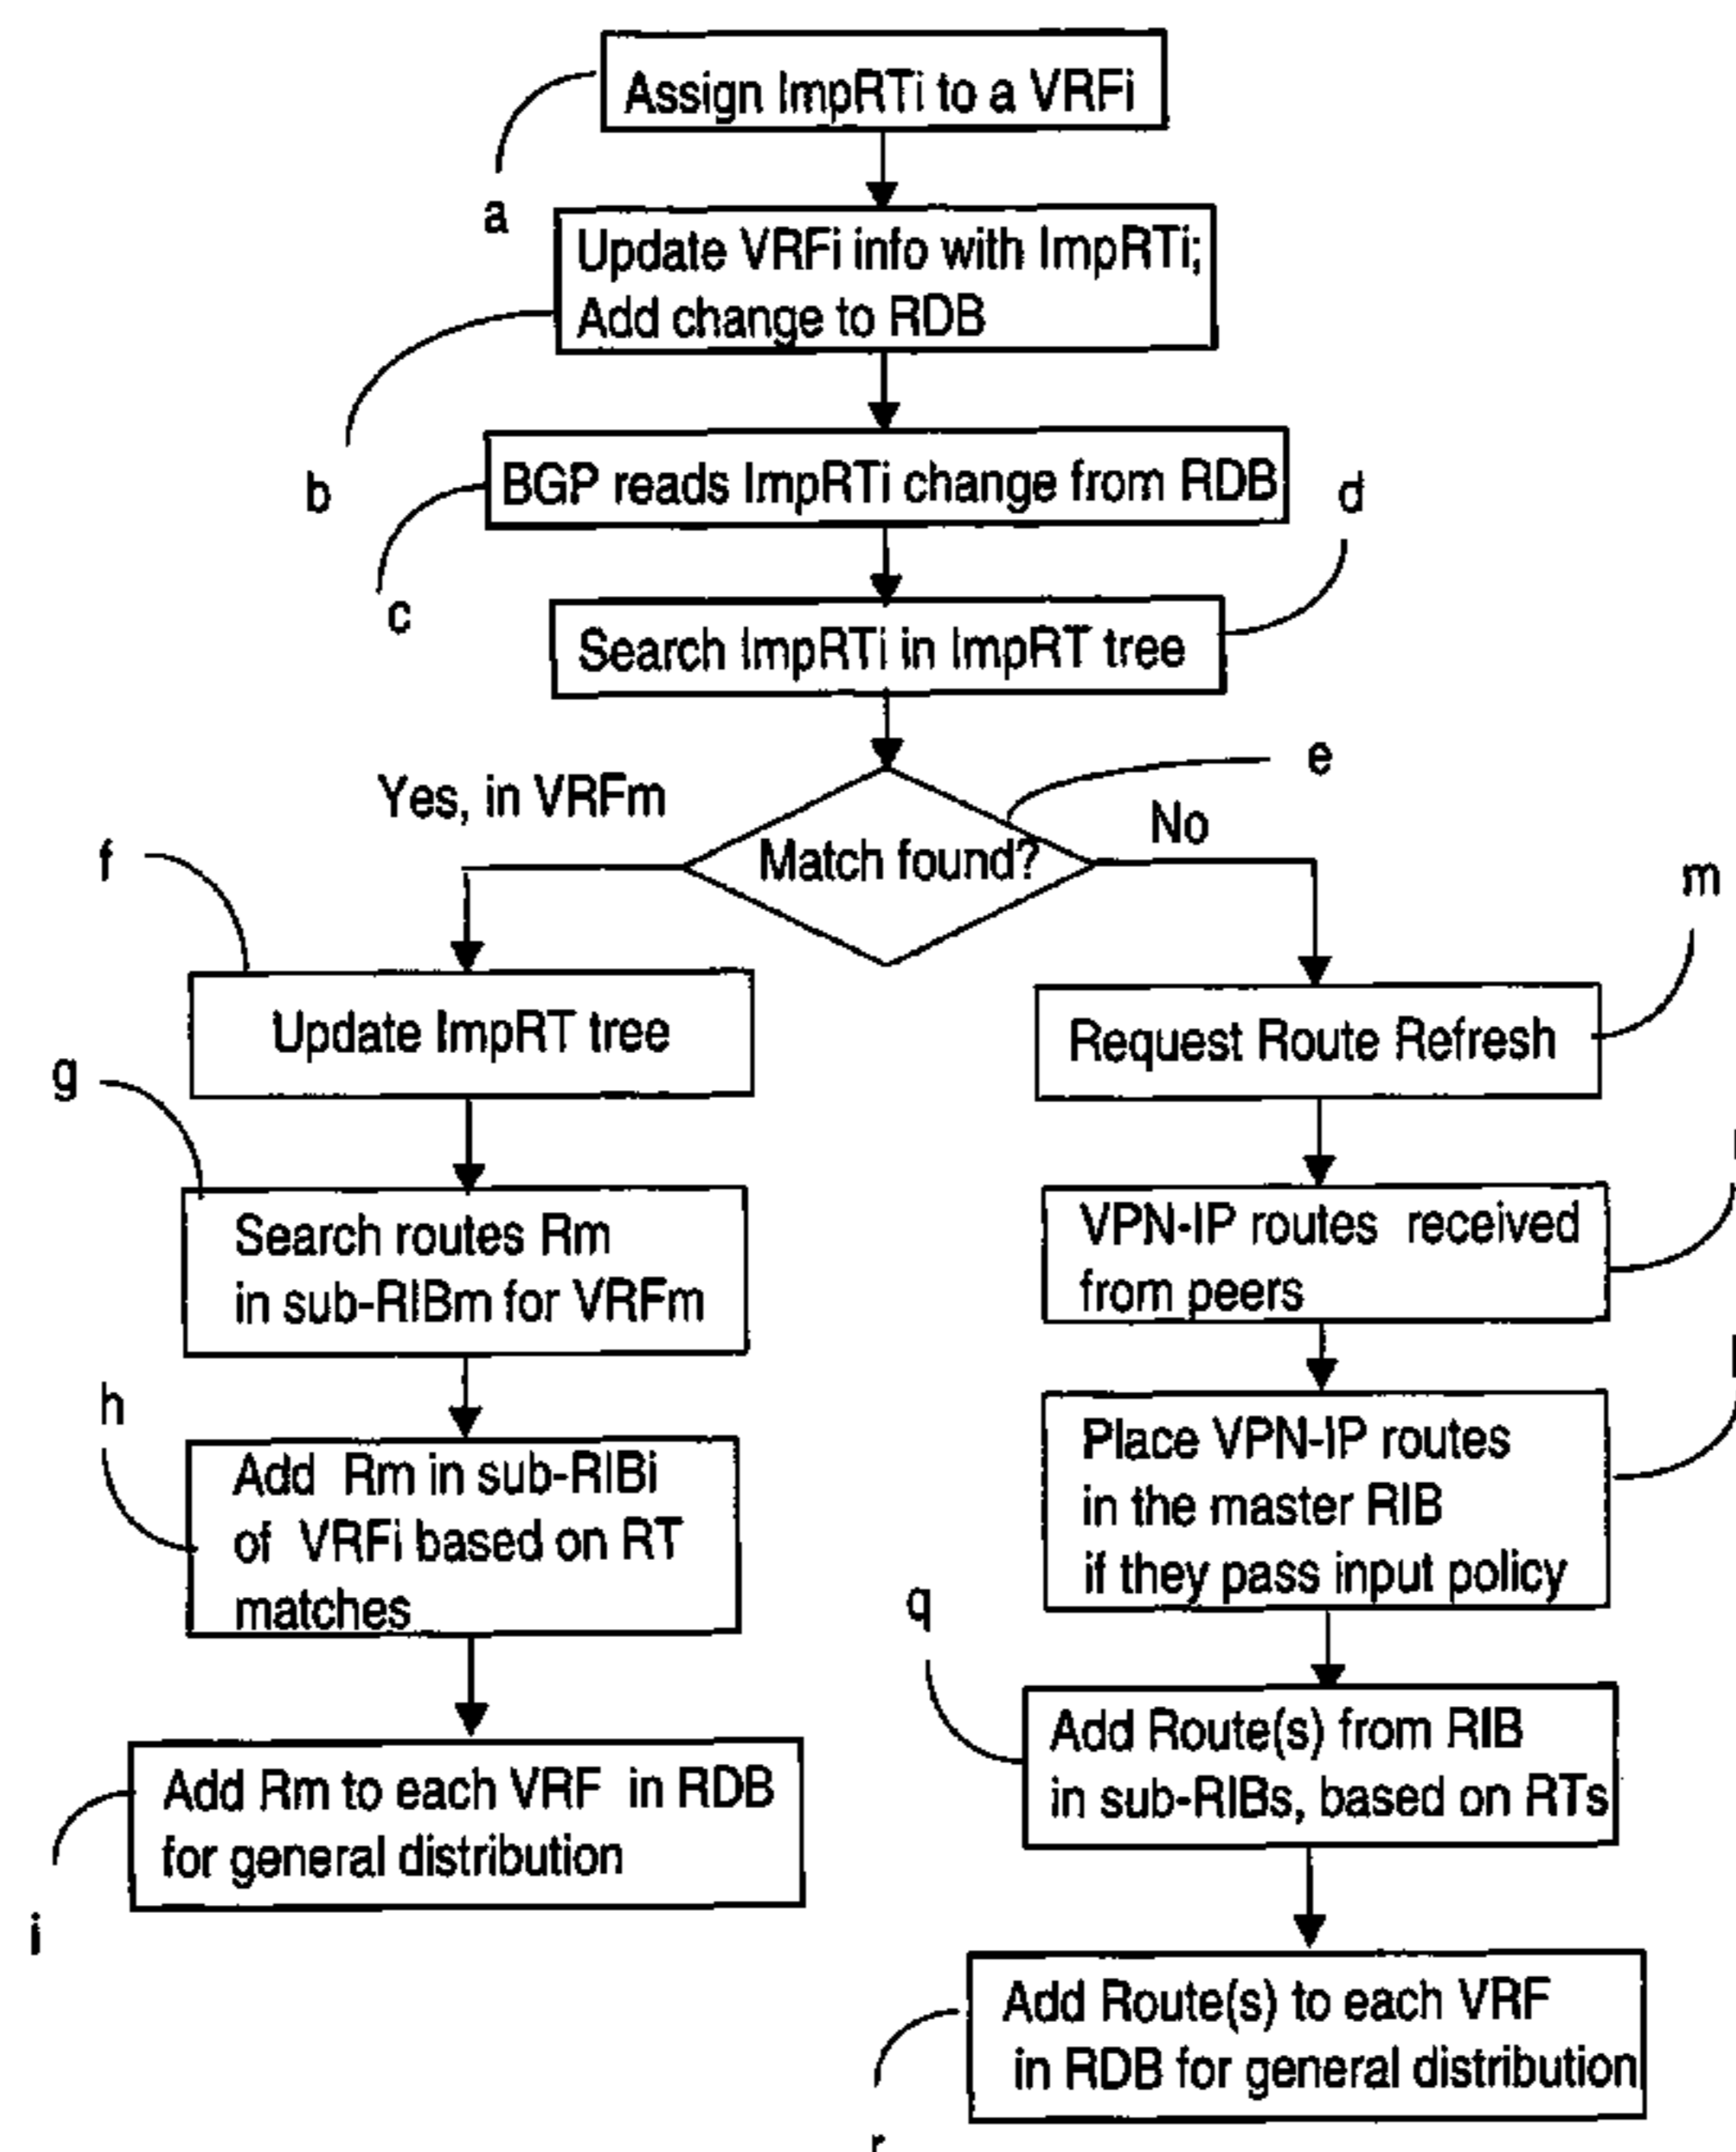 Assign ImpRTi to a VRFi
a
Update VRFi info with ImpRTi;
Add change to RDB
b
BGP reads ImpRTi change from RDB
c
d
Search ImpRTi in ImpRT tree
e
Yes, in VRFm
No
Match found?
f
m
Update ImpRT tree
Request Route Refresh
g
Search routes Rm
in sub-RIBm for VRFm
VPN-IP routes received
from peers
h
Add Rm in sub-RIBi
of VRFi based on RT
matches
Place VPN-IP routes
in the master RIB
if they pass input policy
q
Add Route(s) from RIB
in sub-RIBs, based on RTs
Add Rm to each VRF in RDB
for general distribution
i
Add Route(s) to each VRF
in RDB for general distribution
r